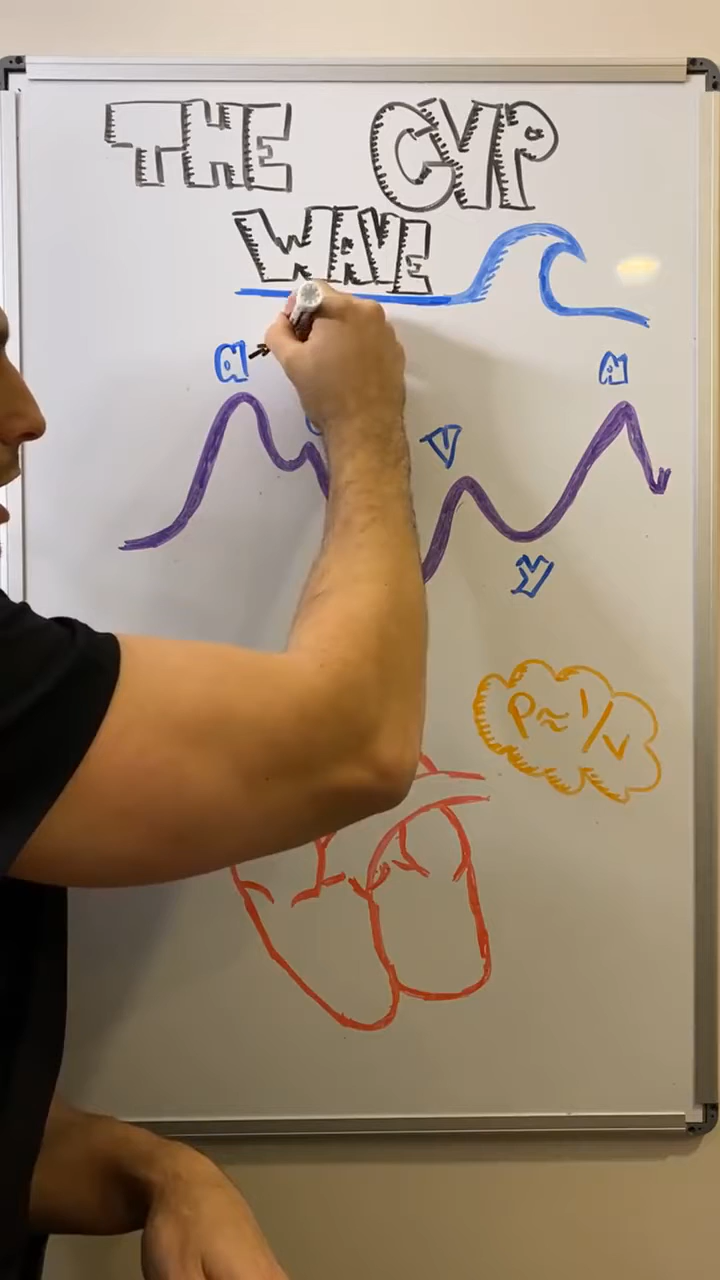 THE CVP
WAVE
a →
a
V
y
P≈1/V